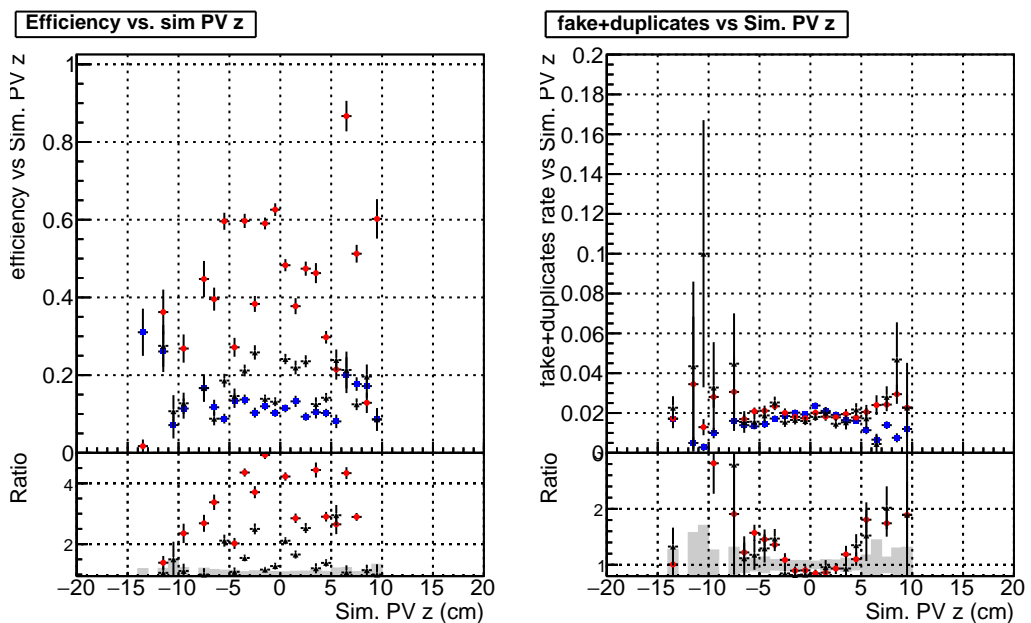 Efficiency vs. sim PV z
efficiency vs Sim. PV z
1
0.8
0.6
0.4
0.2
0
Ratio
4
2
−20 −15 −10 −5 0 5 10 15 20
Sim. PV z (cm)
fake+duplicates vs Sim. PV z
fake+duplicates rate vs Sim. PV z
0.2
0.18
0.16
0.14
0.12
0.1
0.08
0.06
0.04
0.02
0
Ratio
2
1
−20 −15 −10 −5 0 5 10 15 20
Sim. PV z (cm)